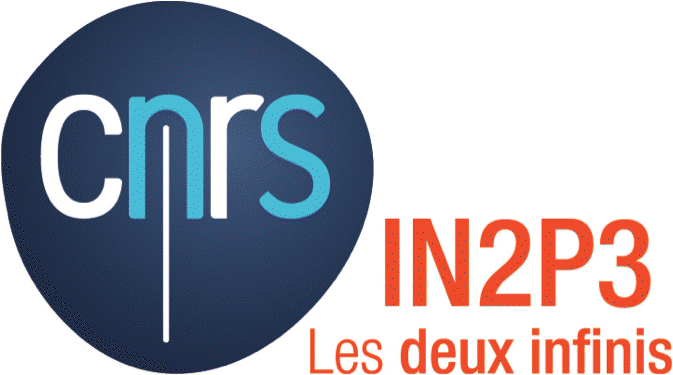 cnrs
IN2P3
Les deux infinis